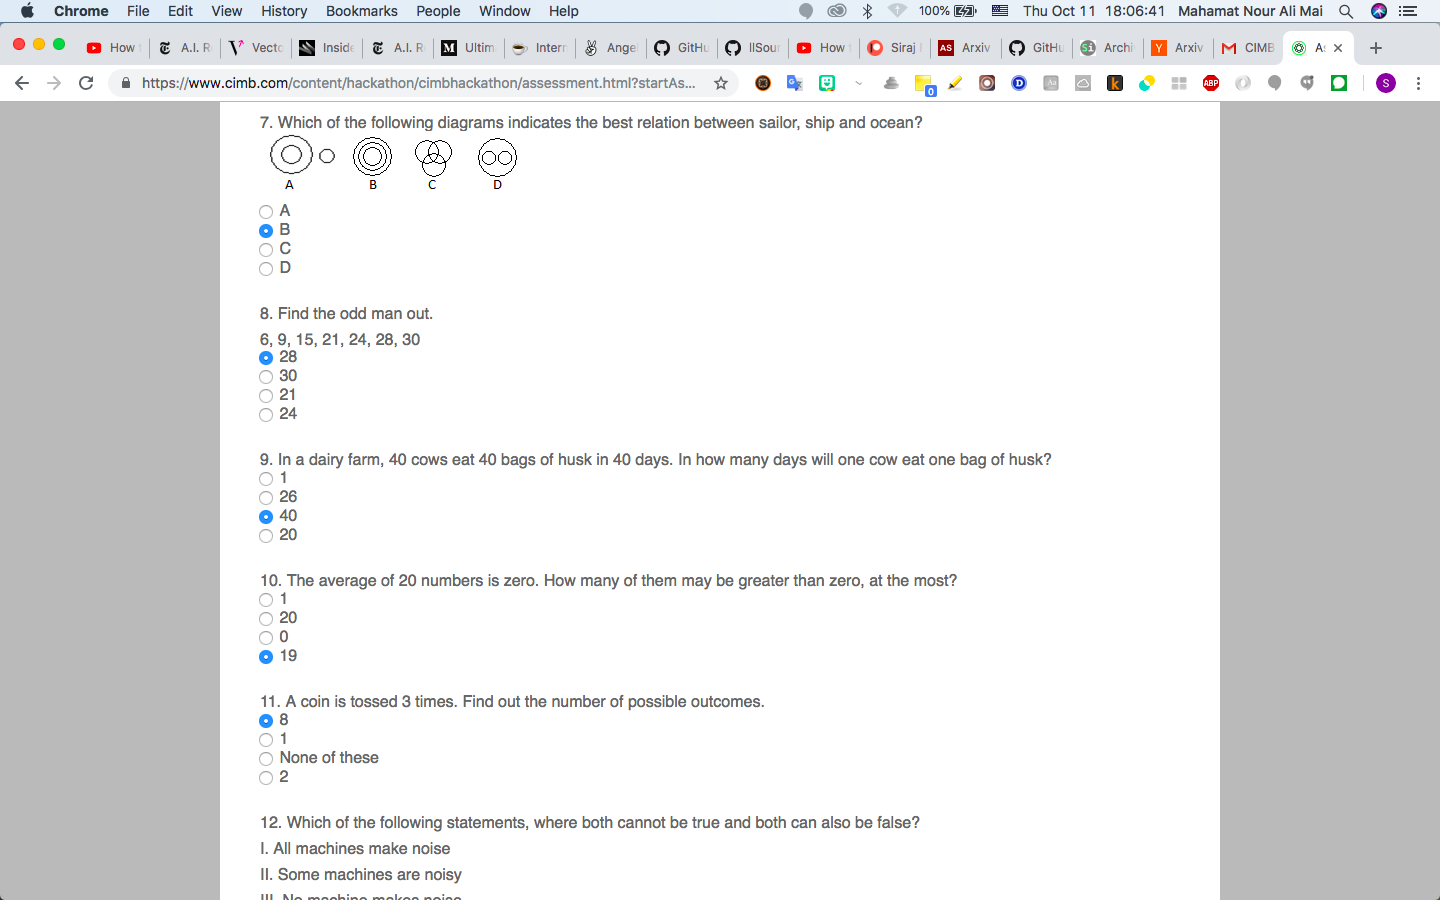 Chrome File Edit View History Bookmarks People Window Help 100% Thu Oct 11 18:06:41 Mahamat Nour Ali Mai
How A.I. R Vecto Inside A.I. R Ultim Intern Ange GitHu IlSour How Siraj Arxiv GitHu Archi Arxiv CIMB As
https://www.cimb.com/content/hackathon/cimbhackathon/assessment.html?startAs...
7. Which of the following diagrams indicates the best relation between sailor, ship and ocean?
A B C D
A
B
C
D
8. Find the odd man out.
6, 9, 15, 21, 24, 28, 30
28
30
21
24
9. In a dairy farm, 40 cows eat 40 bags of husk in 40 days. In how many days will one cow eat one bag of husk?
1
26
40
20
10. The average of 20 numbers is zero. How many of them may be greater than zero, at the most?
1
20
0
19
11. A coin is tossed 3 times. Find out the number of possible outcomes.
8
1
None of these
2
12. Which of the following statements, where both cannot be true and both can also be false?
I. All machines make noise
II. Some machines are noisy
III. No machine makes noise